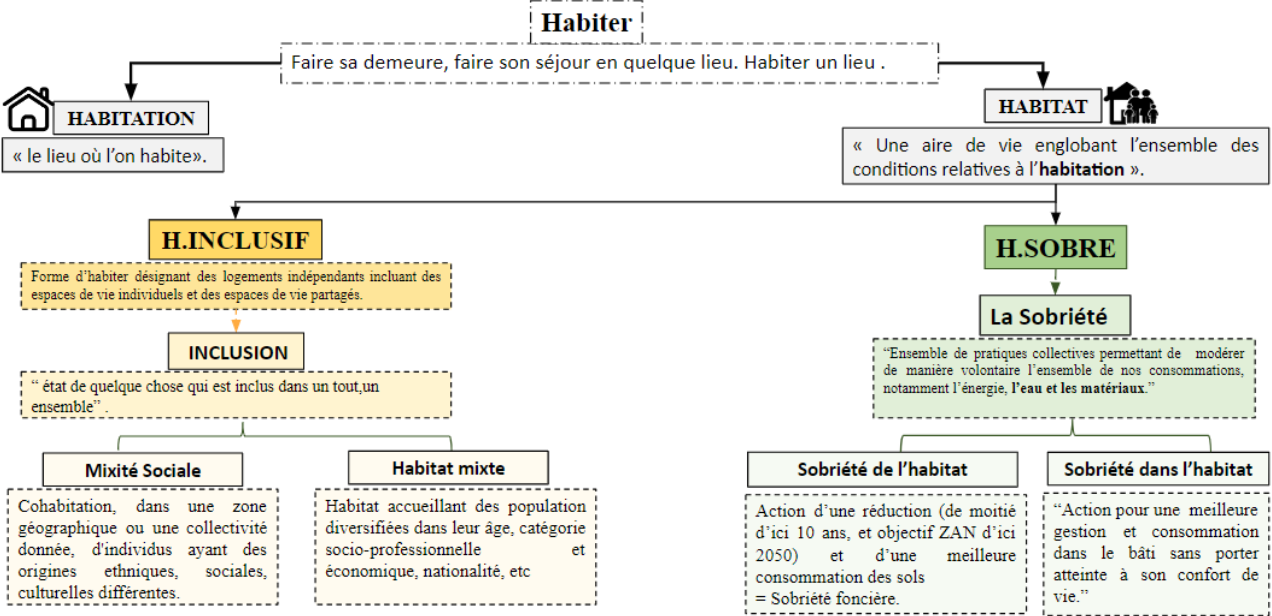 Habiter
Faire sa demeure, faire son séjour en quelque lieu. Habiter un lieu .
HABITATION
« le lieu où l’on habite».
HABITAT
« Une aire de vie englobant l’ensemble des
conditions relatives à l’habitation ».
H.INCLUSIF
Forme d’habiter désignant des logements indépendants incluant des
espaces de vie individuels et des espaces de vie partagés.
INCLUSION
“ état de quelque chose qui est inclus dans un tout,un
ensemble” .
Mixité Sociale
Cohabitation, dans une zone
géographique ou une collectivité
donnée, d'individus ayant des
origines ethniques, sociales,
culturelles différentes.
Habitat mixte
Habitat accueillant des population
diversifiées dans leur âge, catégorie
socio-professionnelle et
économique, nationalité, etc
H.SOBRE
La Sobriété
“Ensemble de pratiques collectives permettant de modérer
de manière volontaire l’ensemble de nos consommations,
notamment l’énergie, l’eau et les matériaux.”
Sobriété de l’habitat
Action d’une réduction (de moitié
d’ici 10 ans, et objectif ZAN d’ici
2050) et d’une meilleure
consommation des sols
= Sobriété foncière.
Sobriété dans l’habitat
“Action pour une meilleure
gestion et consommation
dans le bâti sans porter
atteinte à son confort de
vie.”